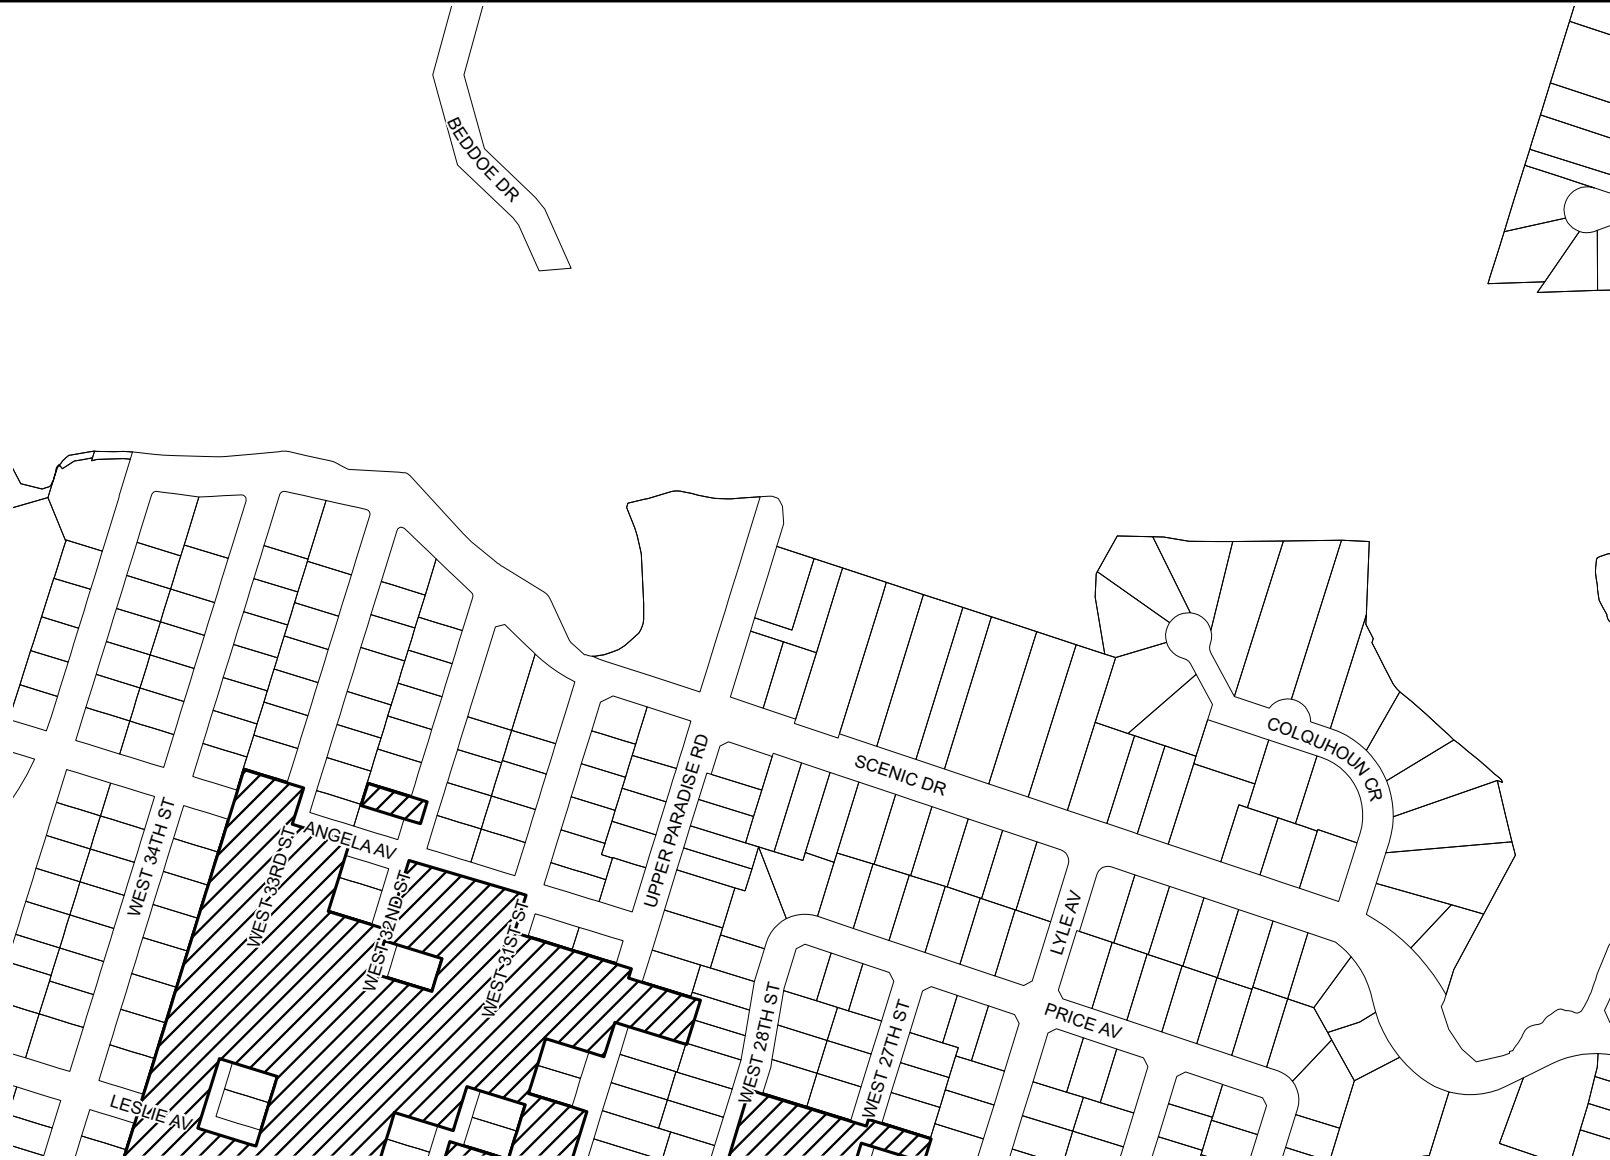 BEDDOE DR
COLQUHOUN CR
SCENIC DR
UPPER PARADISE RD
WEST 34TH ST
ANGELA AV
WEST 33RD ST
WEST 32ND ST
WEST 31ST ST
LYLE AV
PRICE AV
WEST 28TH ST
WEST 27TH ST
LESLIE AV